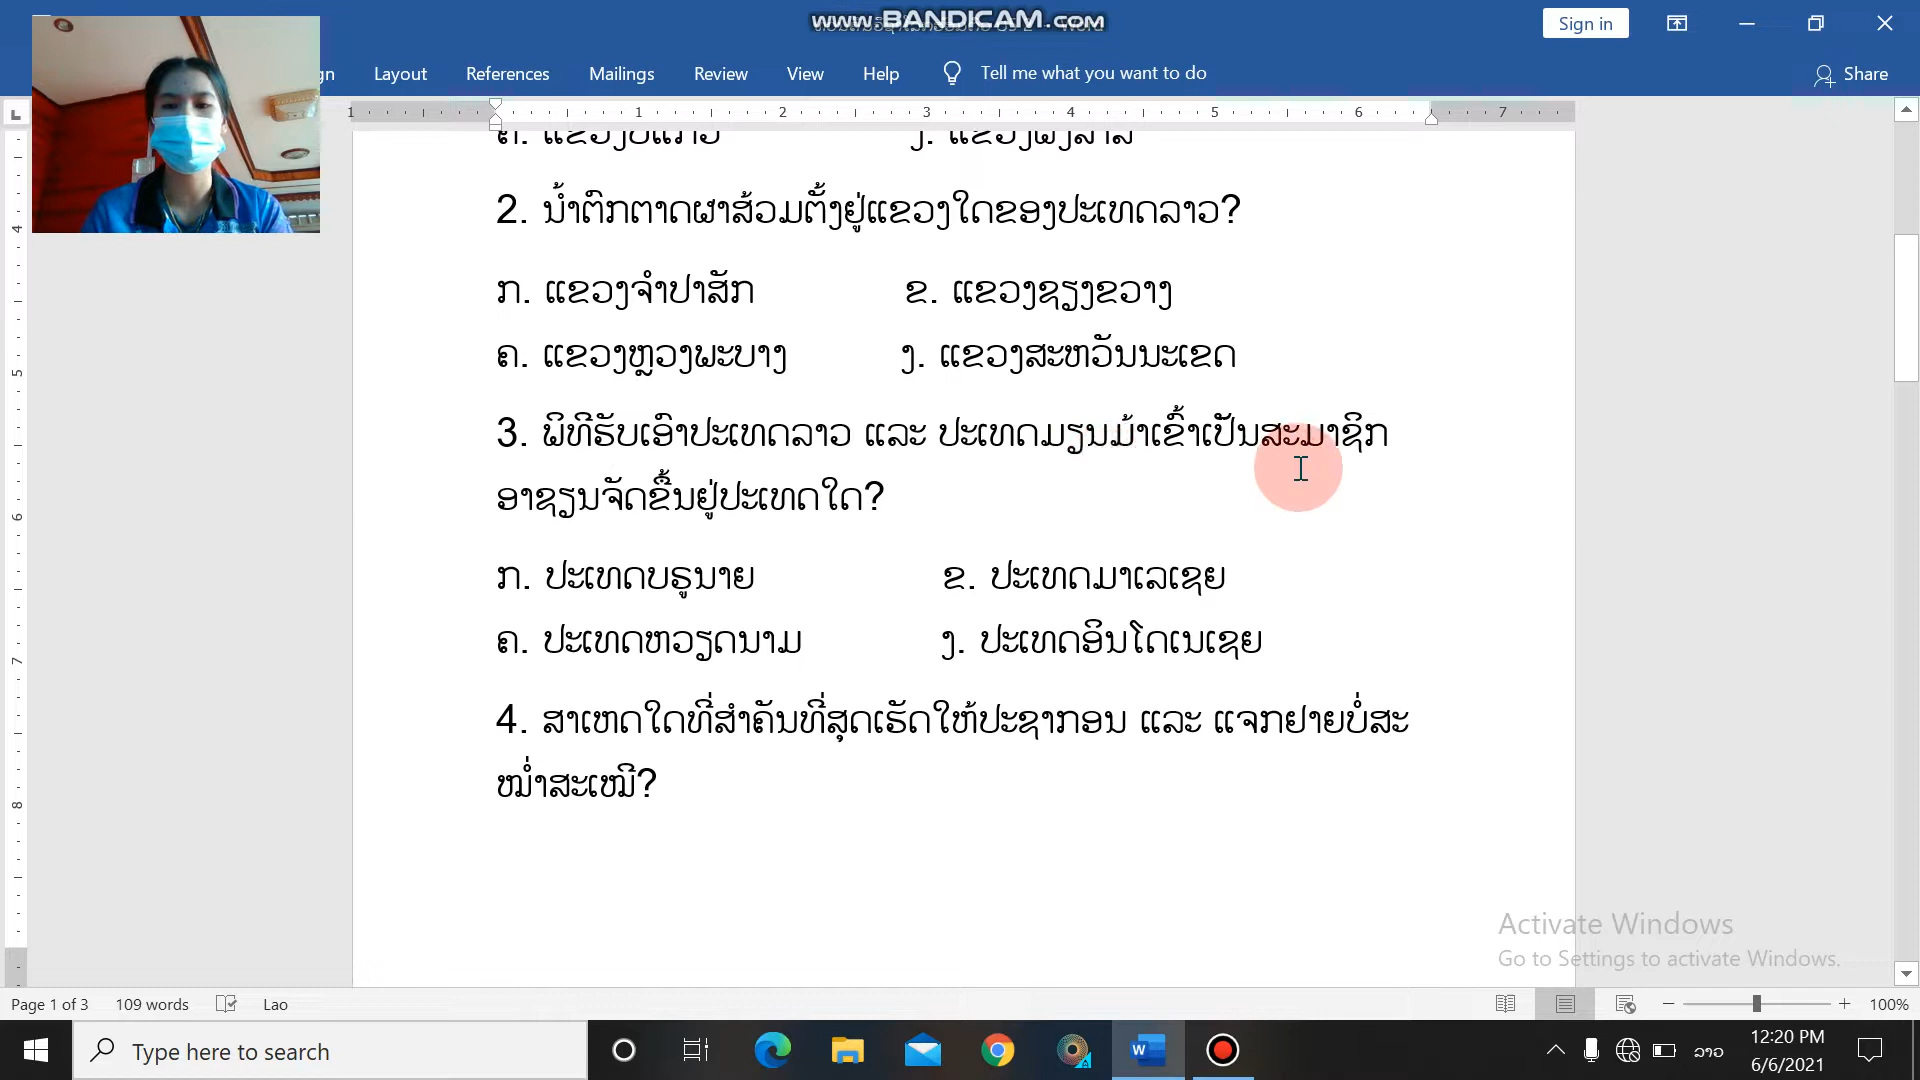 www.BANDICAM.com
Sign in
Layout References Mailings Review View Help Tell me what you want to do Share
1 1 2 3 4 5 6 7
2. ນ້ຳຕົກຕາດຜາສ້ວມຕັ້ງຢູ່ແຂວງໃດຂອງປະເທດລາວ?
ກ. ແຂວງຈຳປາສັກ ຂ. ແຂວງຊຽງຂວາງ
ຄ. ແຂວງຫຼວງພະບາງ ງ. ແຂວງສະຫວັນນະເຂດ
3. ພິທີຮັບເອົາປະເທດລາວ ແລະ ປະເທດມຽນມ້າເຂົ້າເປັນສະມາຊິກ
ອາຊຽນຈັດຂື້ນຢູ່ປະເທດໃດ?
ກ. ປະເທດບຣູນາຍ ຂ. ປະເທດມາເລເຊຍ
ຄ. ປະເທດຫວຽດນາມ ງ. ປະເທດອິນໂດເນເຊຍ
4. ສາເຫດໃດທີ່ສຳຄັນທີ່ສຸດເຮັດໃຫ້ປະຊາກອນ ແລະ ແຈກຢາຍບໍ່ສະ
ໝ່ຳສະເໝີ?
4
5
6
7
8
Activate Windows
Go to Settings to activate Windows.
Page 1 of 3 109 words Lao 100%
Type here to search
ລາວ
12:20 PM
6/6/2021